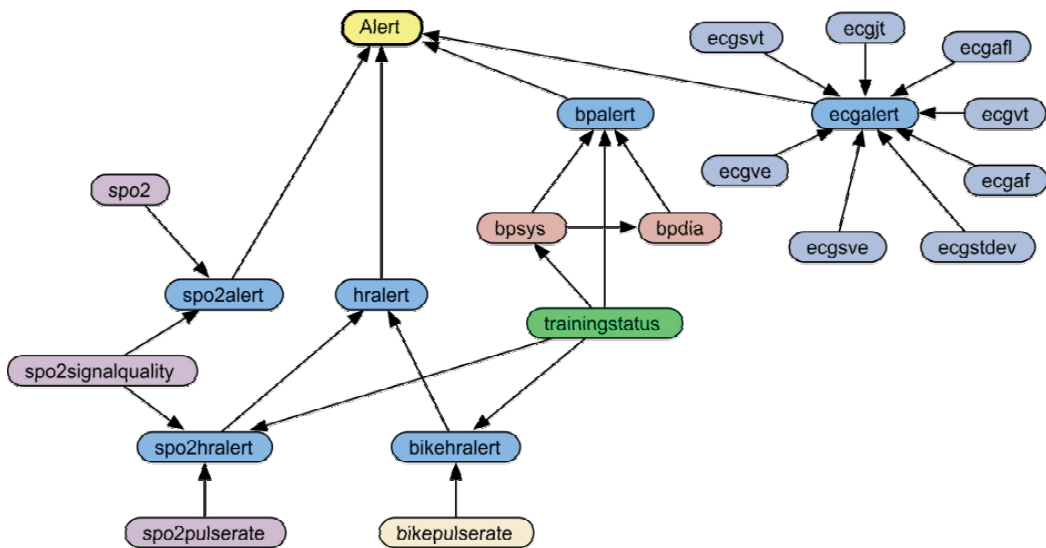 Alert
ecgsvt
ecgjt
ecgafl
bpalert
ecgalert
ecgvt
ecgve
ecgaf
spo2
bpsys
bpdia
ecgsve
ecgstdev
spo2alert
hralert
trainingstatus
spo2signalquality
spo2hralert
bikehralert
spo2pulserate
bikepulserate